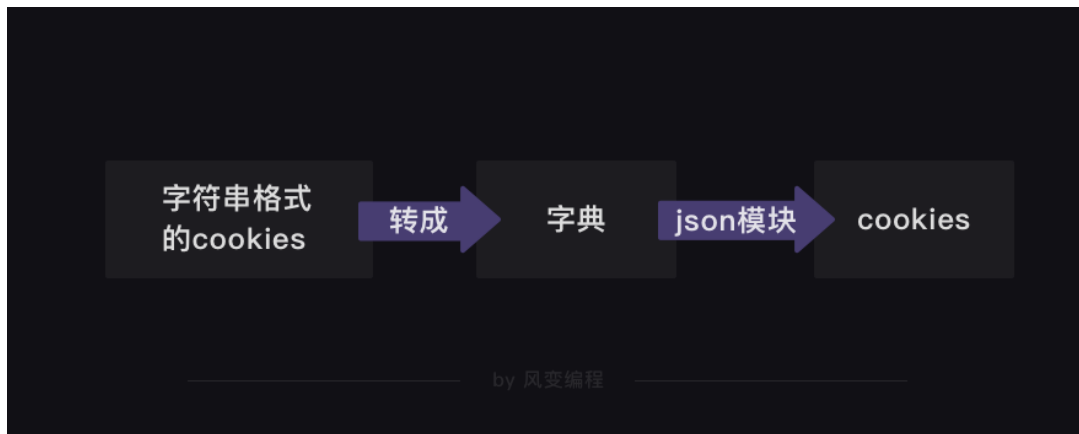 字符串格式
的cookies
转成
字典
json模块
cookies
by 风变编程